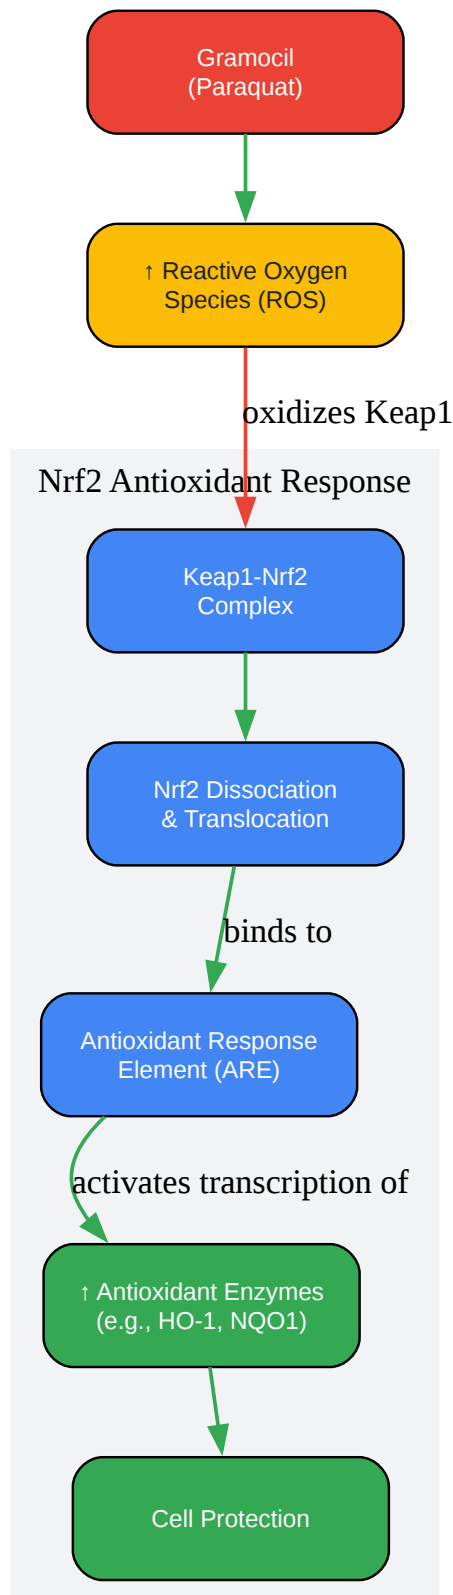 Gramocil
(Paraquat)
↑ Reactive Oxygen
Species (ROS)
oxidizes Keap1
Nrf2 Antioxidant Response
Keap1-Nrf2
Complex
Nrf2 Dissociation
& Translocation
binds to
Antioxidant Response
Element (ARE)
activates transcription of
↑ Antioxidant Enzymes
(e.g., HO-1, NQO1)
Cell Protection